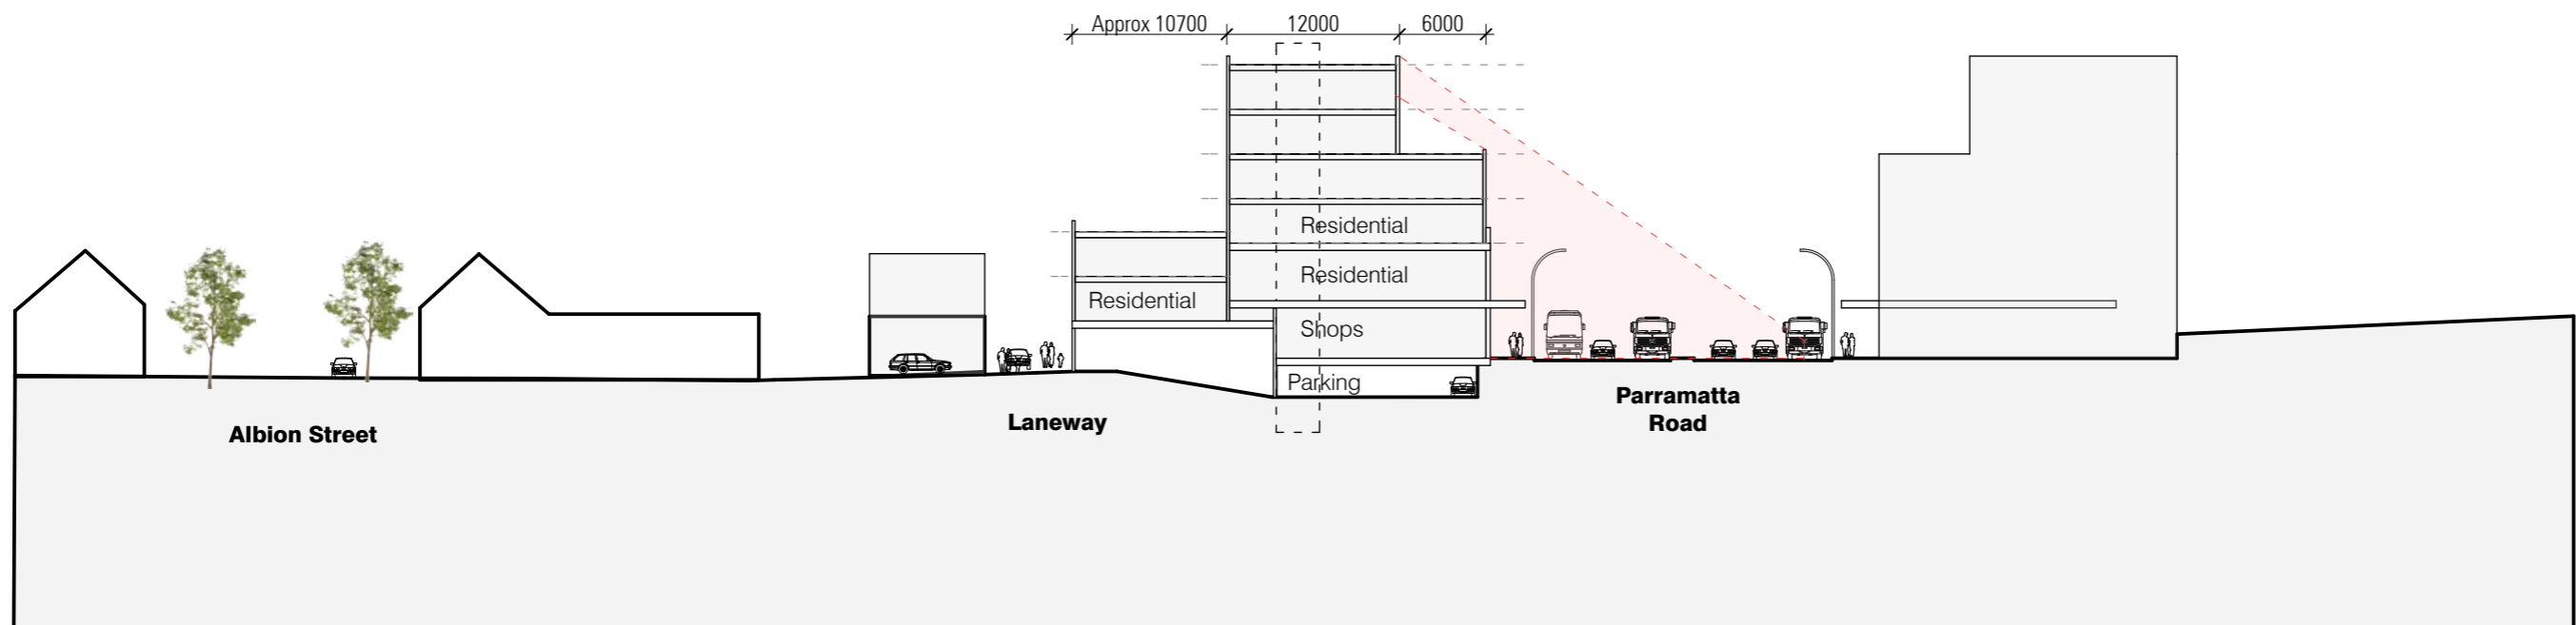 Approx 10700 12000 6000
Residential
Residential
Residential
Shops
Parking
Albion Street
Laneway
Parramatta
Road